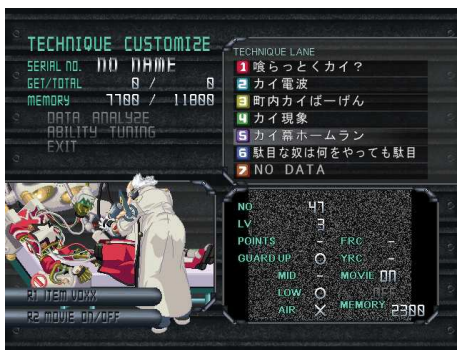 TECHNIQUE CUSTOMIZE
SERIAL NO. NO NAME
GET/TOTAL 0 / 0
MEMORY 7700 / 11800
DATA ANALYZE
ABILITY TUNING
EXIT
TECHNIQUE LANE
1 喰らっとくカイ?
2 カイ電波
3 町内カイばーげん
4 カイ現象
5 カイ幕ホームラン
6 駄目な奴は何をやっても駄目
7 NO DATA
NO 47
LV 3
POINTS - FRC -
GUARD UP ○ YRC -
MID - MOVIE ON
LOW ○ OFF
AIR × MEMORY 2300
R1 ITEM VOXX
R2 MOVIE ON/OFF